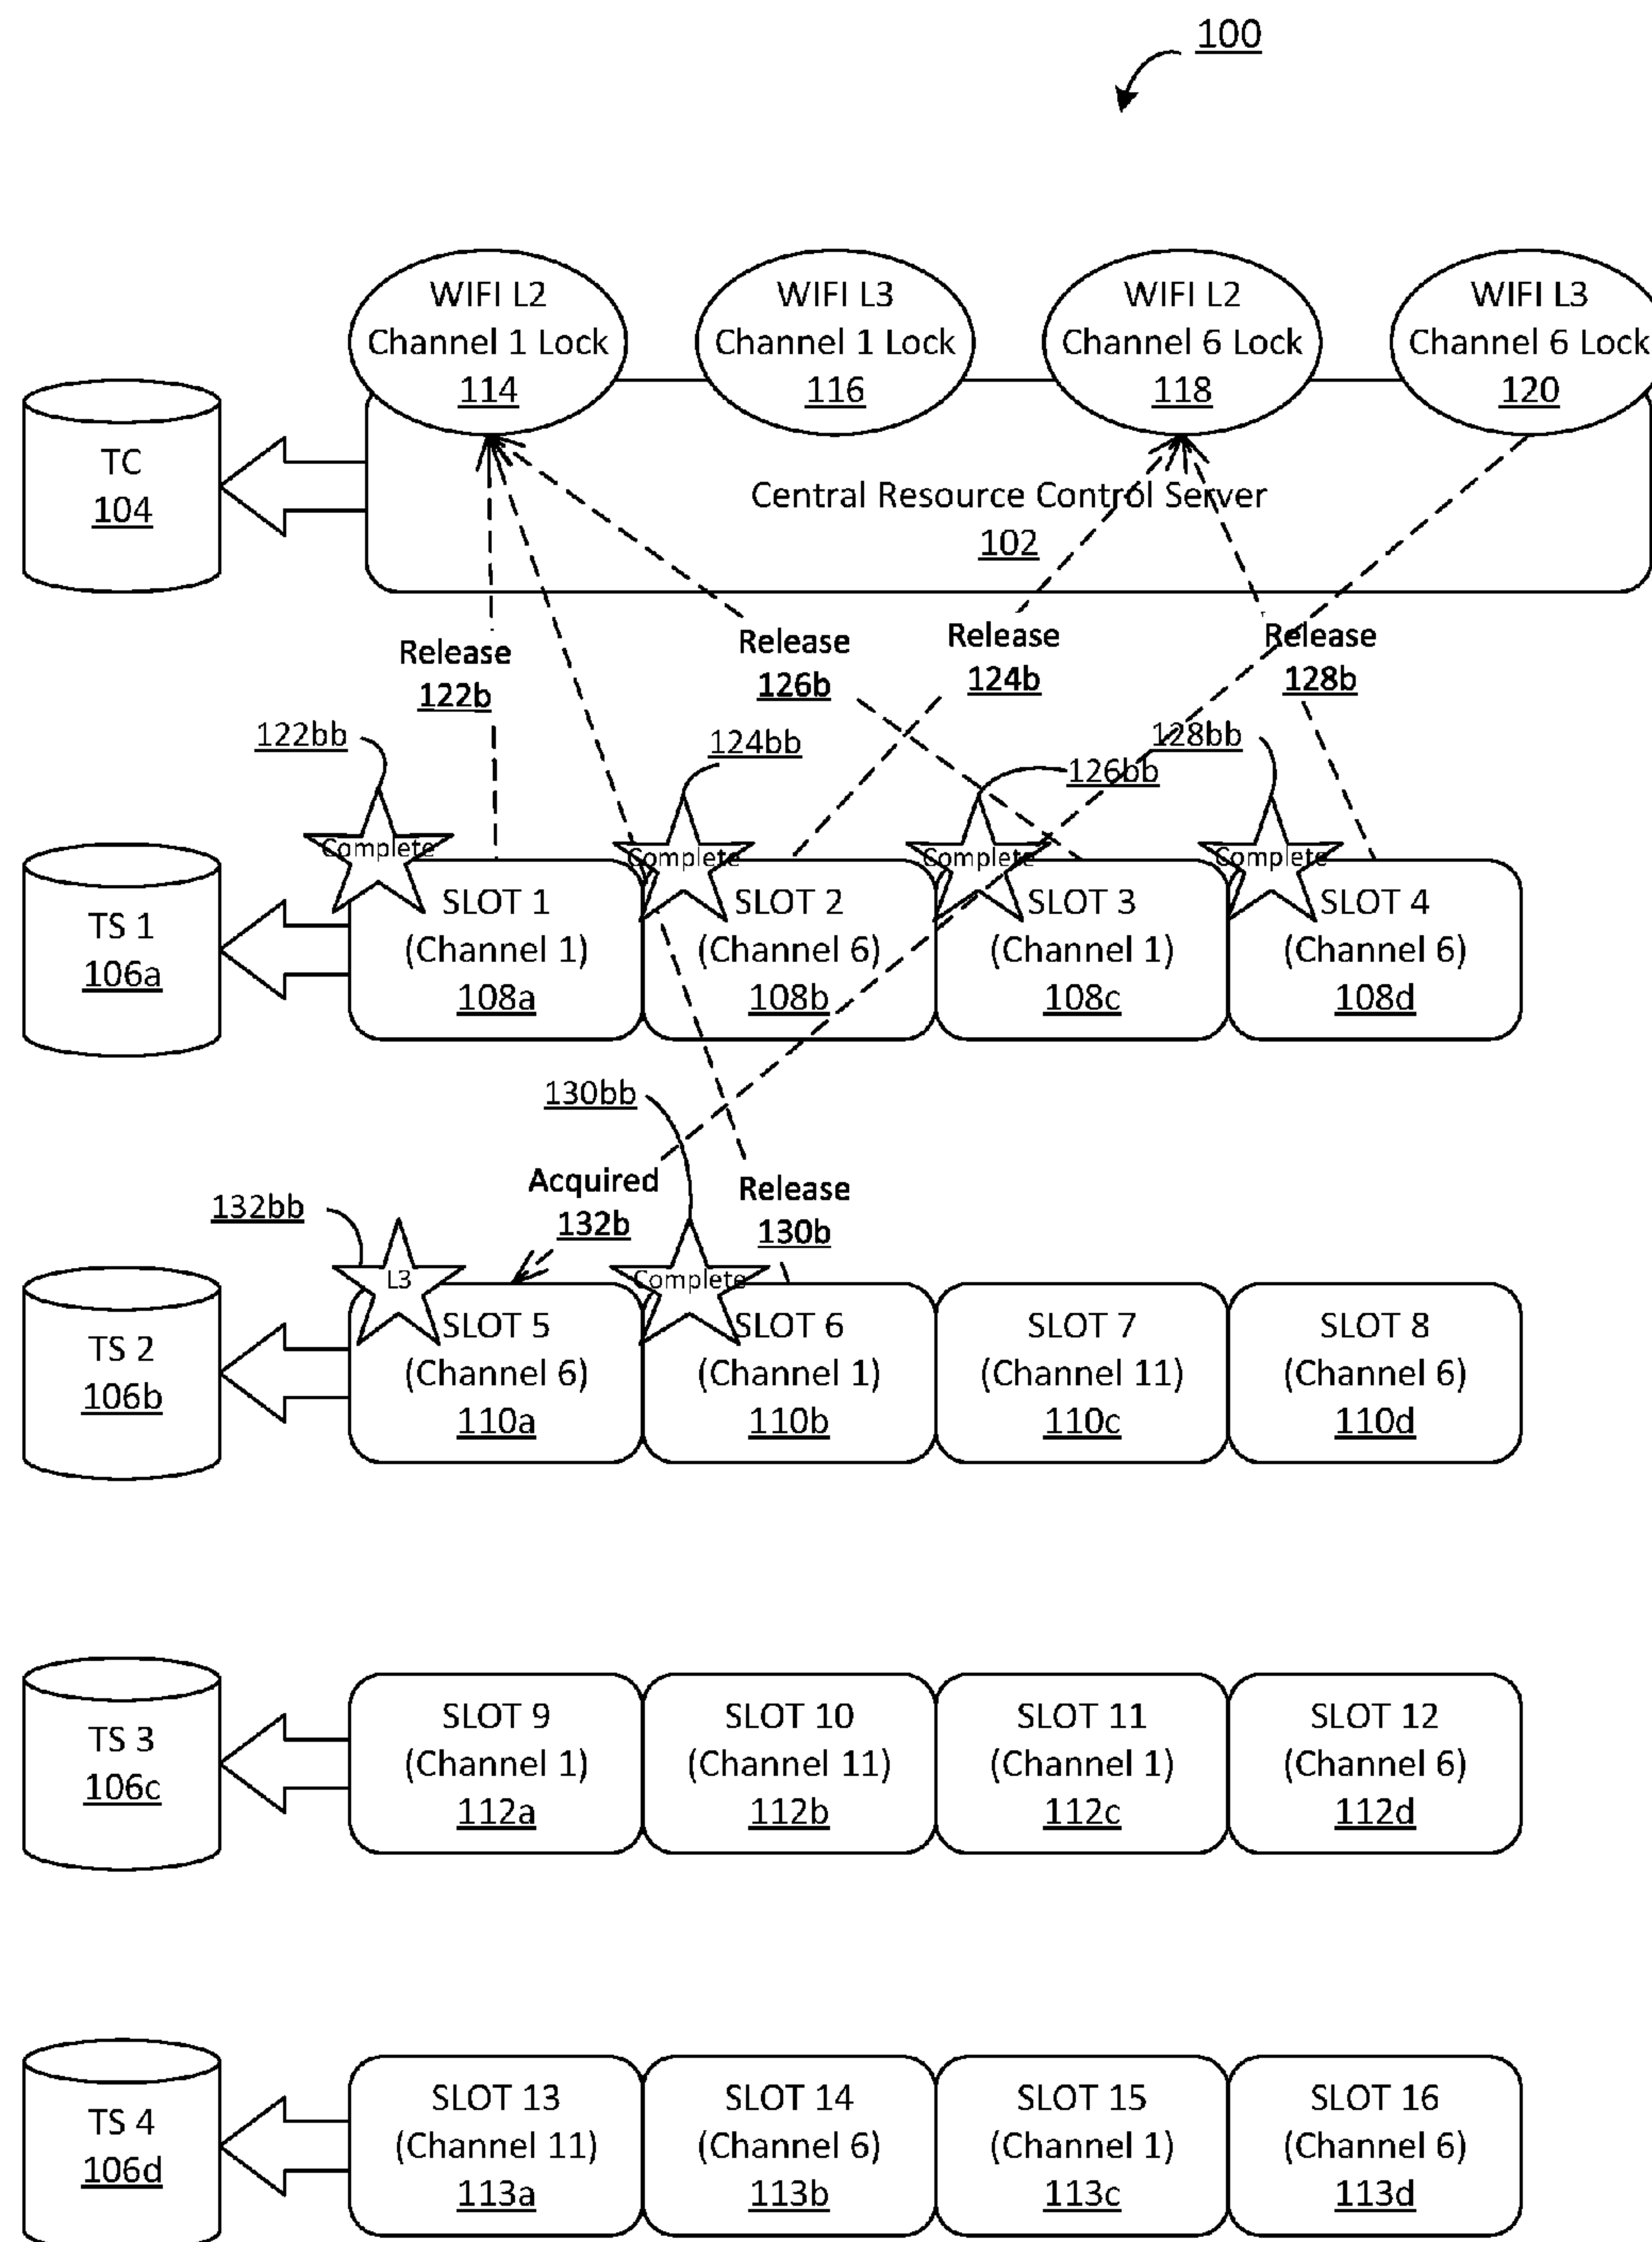 100
WIFI L2
Channel 1 Lock
114
WIFI L3
Channel 1 Lock
116
WIFI L2
Channel 6 Lock
118
WIFI L3
Channel 6 Lock
120
TC
104
Central Resource Control Server
102
Release
122b
Release
126b
Release
124b
Release
128b
122bb
124bb
126bb
128bb
Complete
Complete
Complete
Complete
TS 1
106a
SLOT 1
(Channel 1)
108a
SLOT 2
(Channel 6)
108b
SLOT 3
(Channel 1)
108c
SLOT 4
(Channel 6)
108d
130bb
Acquired
132b
Release
130b
132bb
L3
Complete
TS 2
106b
SLOT 5
(Channel 6)
110a
SLOT 6
(Channel 1)
110b
SLOT 7
(Channel 11)
110c
SLOT 8
(Channel 6)
110d
TS 3
106c
SLOT 9
(Channel 1)
112a
SLOT 10
(Channel 11)
112b
SLOT 11
(Channel 1)
112c
SLOT 12
(Channel 6)
112d
TS 4
106d
SLOT 13
(Channel 11)
113a
SLOT 14
(Channel 6)
113b
SLOT 15
(Channel 1)
113c
SLOT 16
(Channel 6)
113d